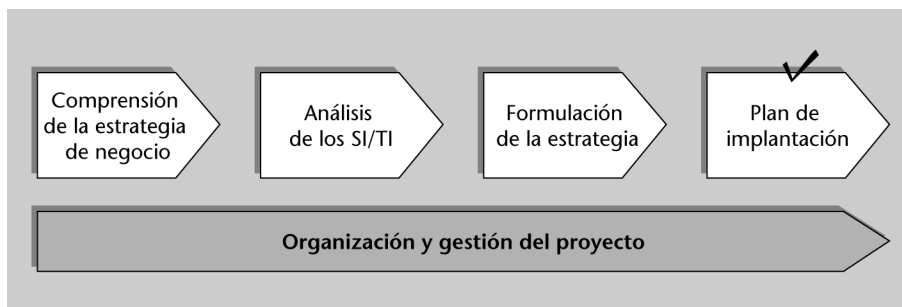 Comprensión
de la estrategia
de negocio
Análisis
de los SI/TI
Formulación
de la estrategia
Plan de
implantación
Organización y gestión del proyecto